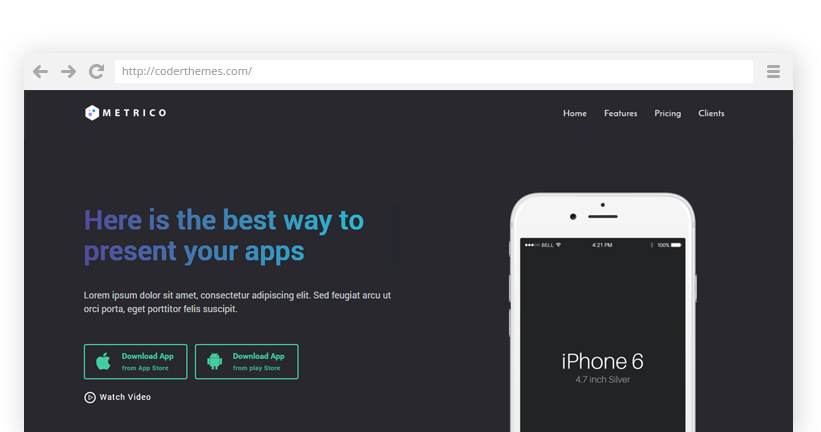 http://coderthemes.com/
METRICO
Home Features Pricing Clients
Here is the best way to
present your apps
Lorem ipsum dolor sit amet, consectetur adipiscing elit. Sed feugiat arcu ut
orci porta, eget porttitor felis suscipit.
Download App
from App Store
Download App
from play Store
Watch Video
BELL 4:21 PM 100%
iPhone 6
4.7 inch Silver